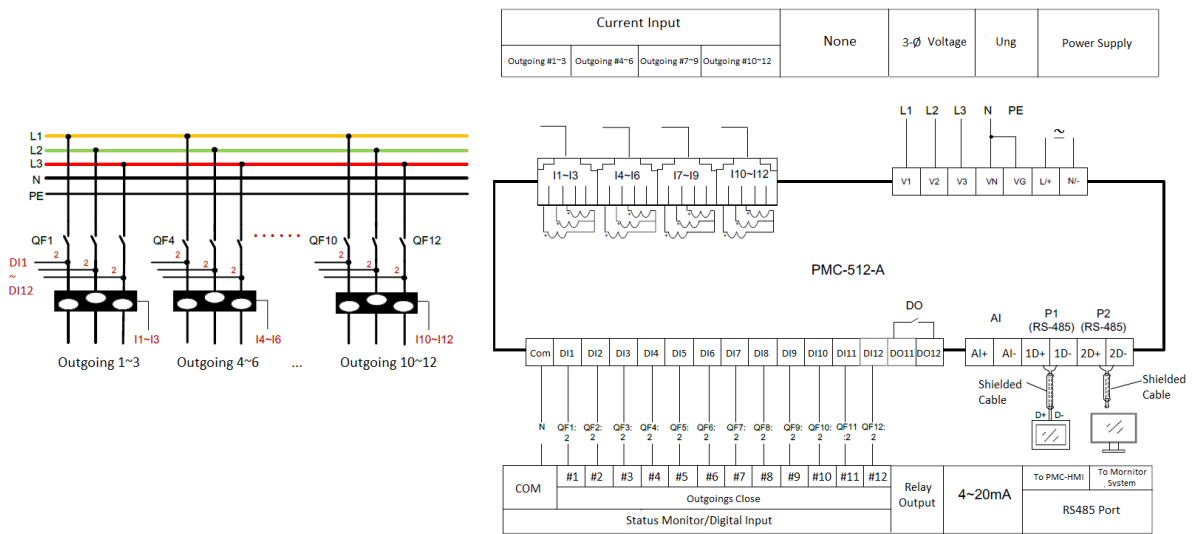 Current Input
None
3-Ø Voltage
Ung
Power Supply
Outgoing #1~3
Outgoing #4~6
Outgoing #7~9
Outgoing #10~12
L1
L2
L3
N
PE
QF1
QF4
......
QF10
QF12
2
2
2
2
2
2
2
2
2
DI1
~
DI12
I1~I3
I4~I6
I10~I12
Outgoing 1~3
Outgoing 4~6
...
Outgoing 10~12
L1 L2 L3 N PE
~
I1~I3
I4~I6
I7~I9
I10~I12
V1 V2 V3 VN VG L/+ N/-
PMC-512-A
DO
AI
P1
(RS-485)
P2
(RS-485)
Com DI1 DI2 DI3 DI4 DI5 DI6 DI7 DI8 DI9 DI10 DI11 DI12 DO11 DO12
AI+ AI- 1D+ 1D- 2D+ 2D-
Shielded
Cable
Shielded
Cable
D+ D-
N
QF1:
2
QF2:
2
QF3:
2
QF4:
2
QF5:
2
QF6:
2
QF7:
2
QF8:
2
QF9:
2
QF10:
2
QF11
:2
QF12:
2
COM
#1 #2 #3 #4 #5 #6 #7 #8 #9 #10 #11 #12
Outgoings Close
Status Monitor/Digital Input
Relay
Output
4~20mA
To PMC-HMI
To Mornitor
System
RS485 Port